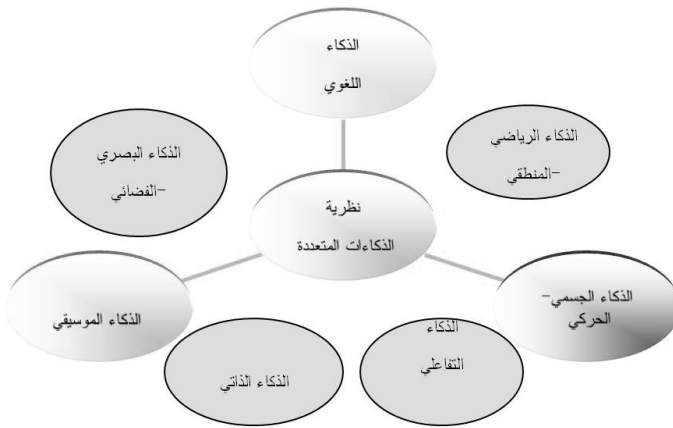 الذكاء
اللغوي
الذكاء الرياضي
–المنطقي
الذكاء البصري
–الفضائي
نظرية
الذكاءات المتعددة
الذكاء الجسمي–
الحركي
الذكاء الموسيقي
الذكاء
التفاعلي
الذكاء الذاتي